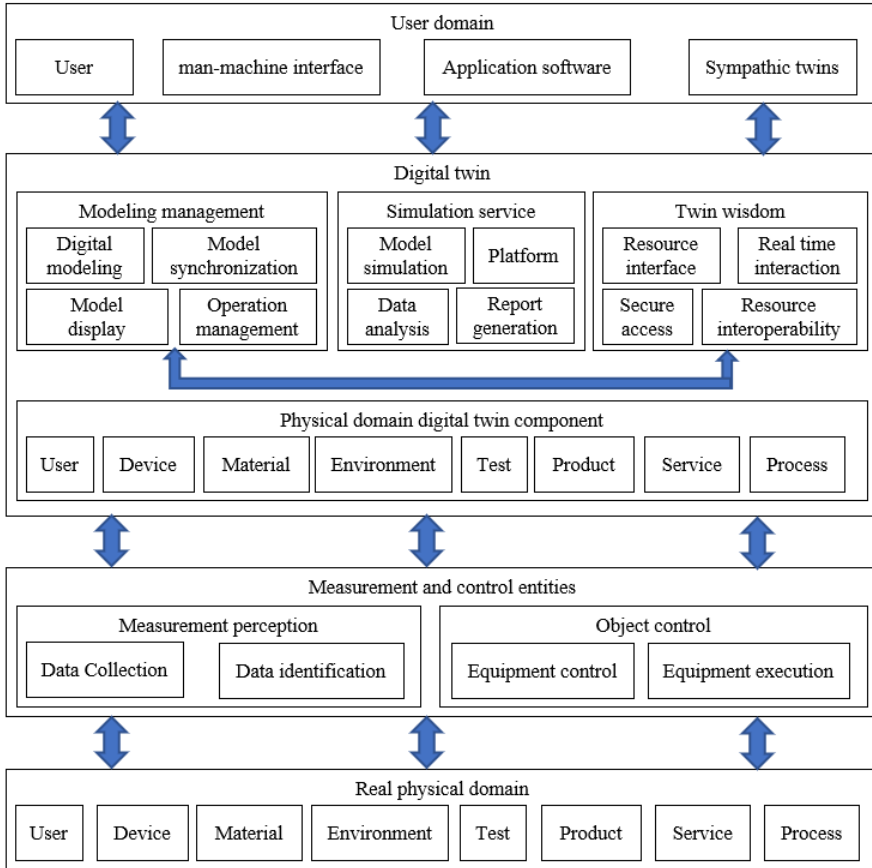 User domain
User
man-machine interface
Application software
Sympathic twins
Digital twin
Modeling management
Digital
modeling
Model
synchronization
Model
display
Operation
management
Simulation service
Model
simulation
Platform
Data
analysis
Report
generation
Twin wisdom
Resource
interface
Real time
interaction
Secure
access
Resource
interoperability
Physical domain digital twin component
User
Device
Material
Environment
Test
Product
Service
Process
Measurement and control entities
Measurement perception
Data Collection
Data identification
Object control
Equipment control
Equipment execution
Real physical domain
User
Device
Material
Environment
Test
Product
Service
Process